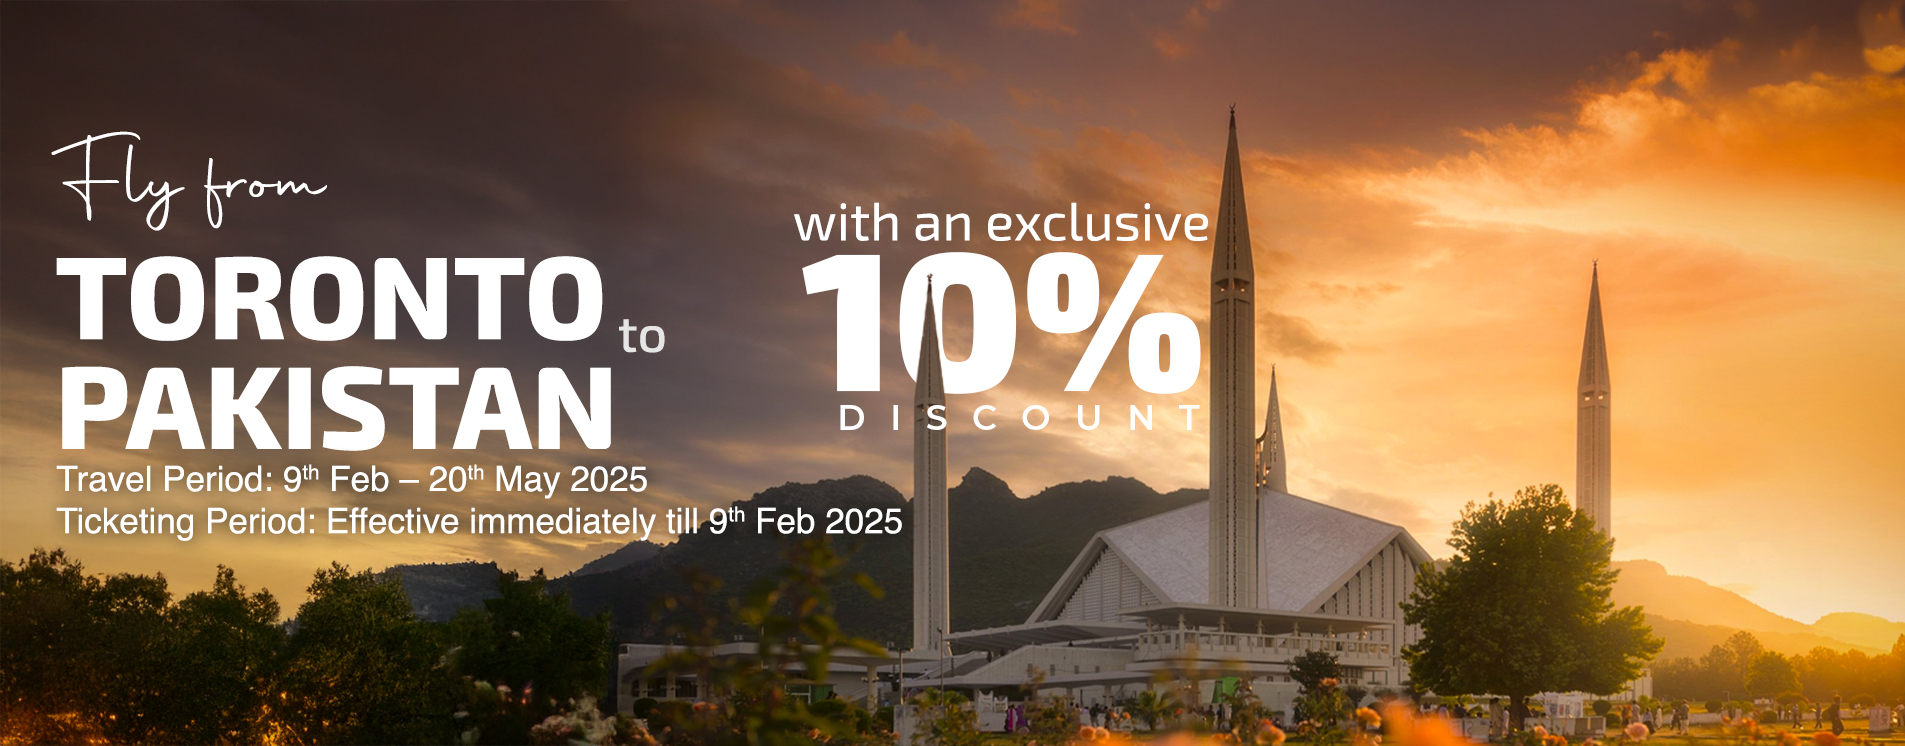 Fly from
TORONTO to
PAKISTAN
Travel Period: 9th Feb – 20th May 2025
Ticketing Period: Effective immediately till 9th Feb 2025
with an exclusive
10%
DISCOUNT